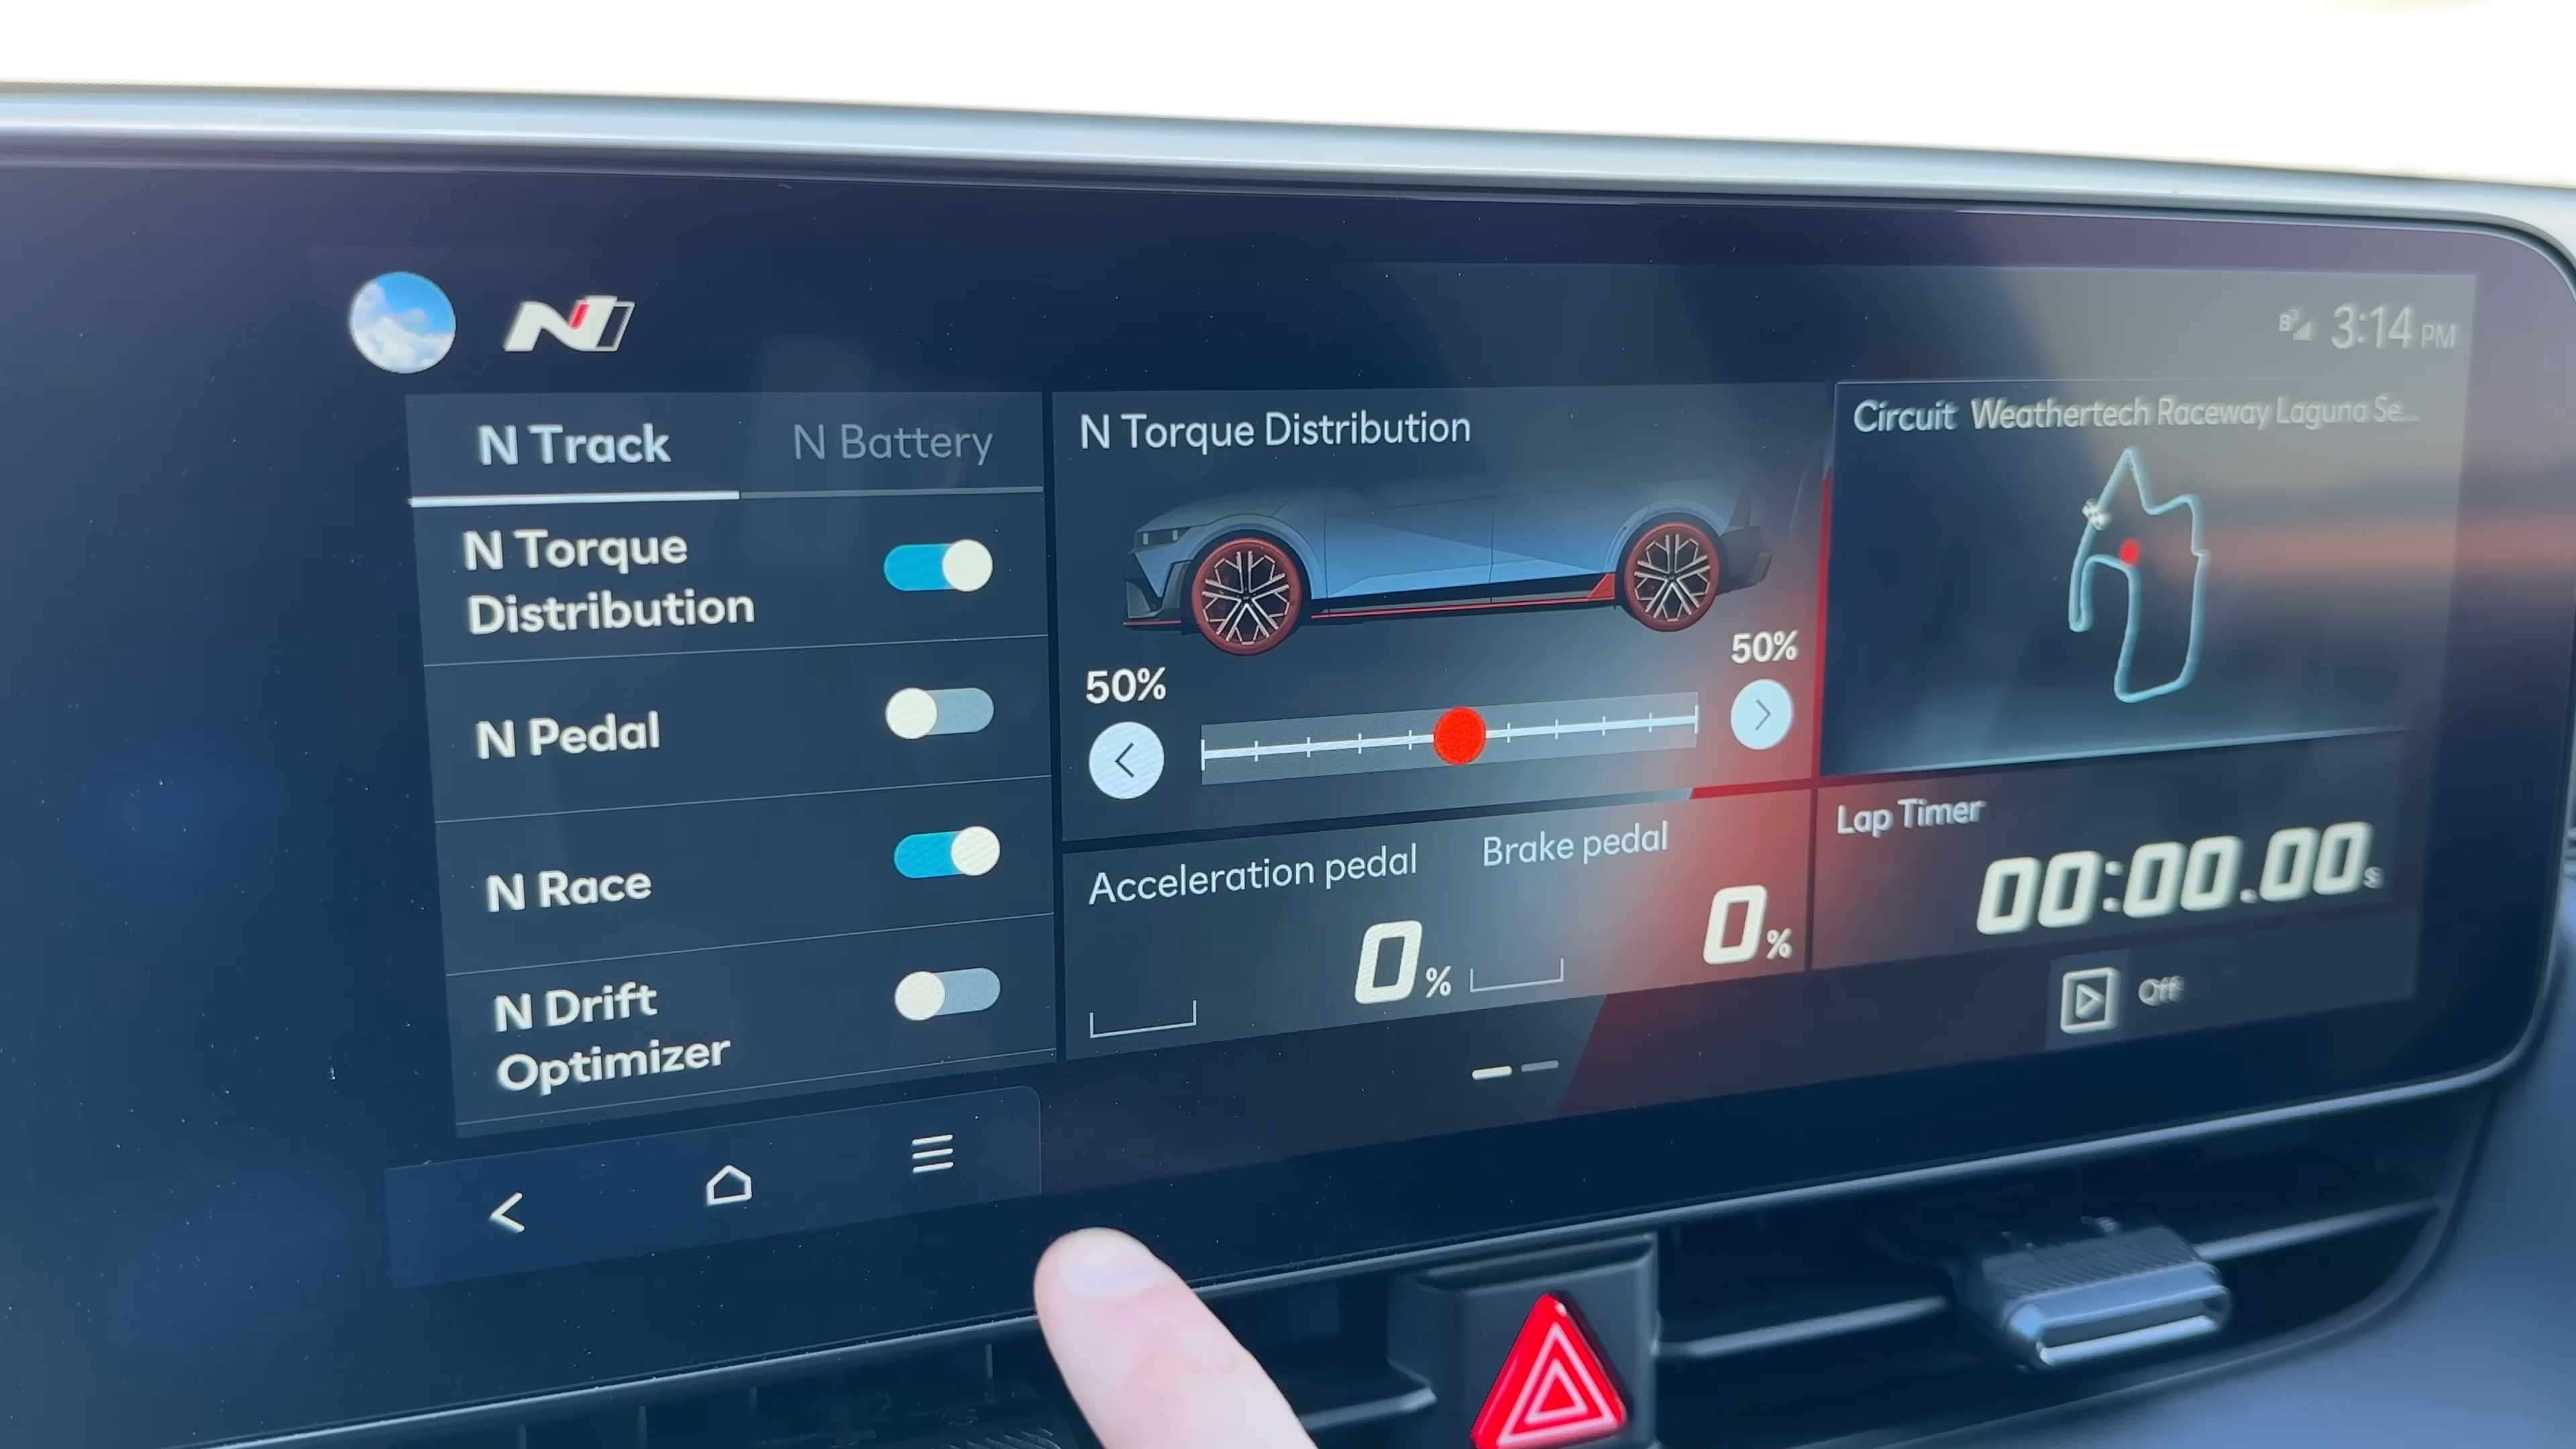 N
3:14 PM
N Track
N Battery
N Torque
Distribution
N Pedal
N Race
N Drift
Optimizer
N Torque Distribution
50%
50%
Acceleration pedal
0%
Brake pedal
0%
Circuit Weathertech Raceway Laguna Se...
Lap Timer
00:00.00s
Off